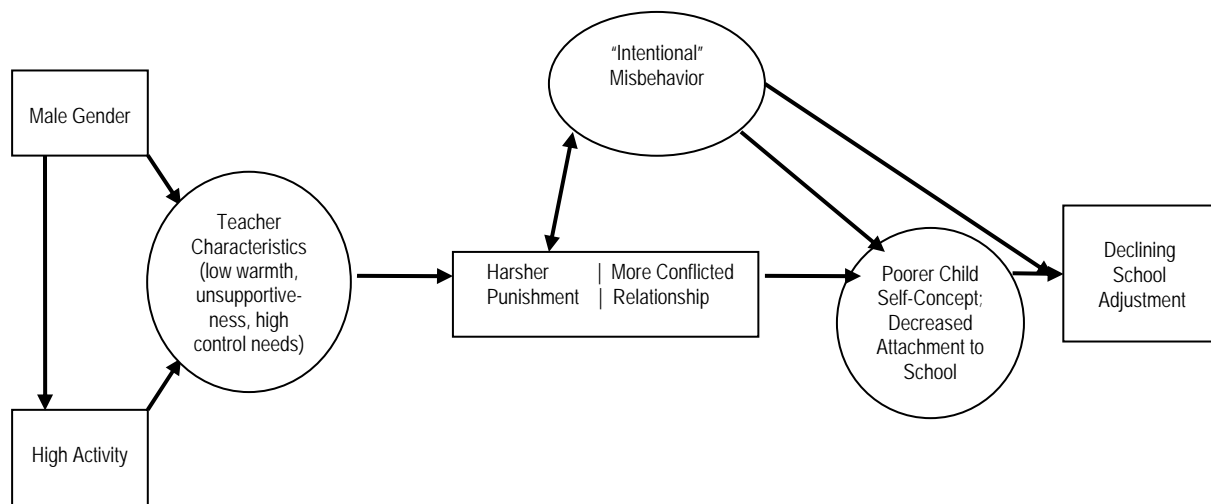 “Intentional”
Misbehavior
Male Gender
Teacher
Characteristics
(low warmth,
unsupportive-
ness, high
control needs)
Harsher | More Conflicted
Punishment | Relationship
Poorer Child
Self-Concept;
Decreased
Attachment to
School
Declining
School
Adjustment
High Activity